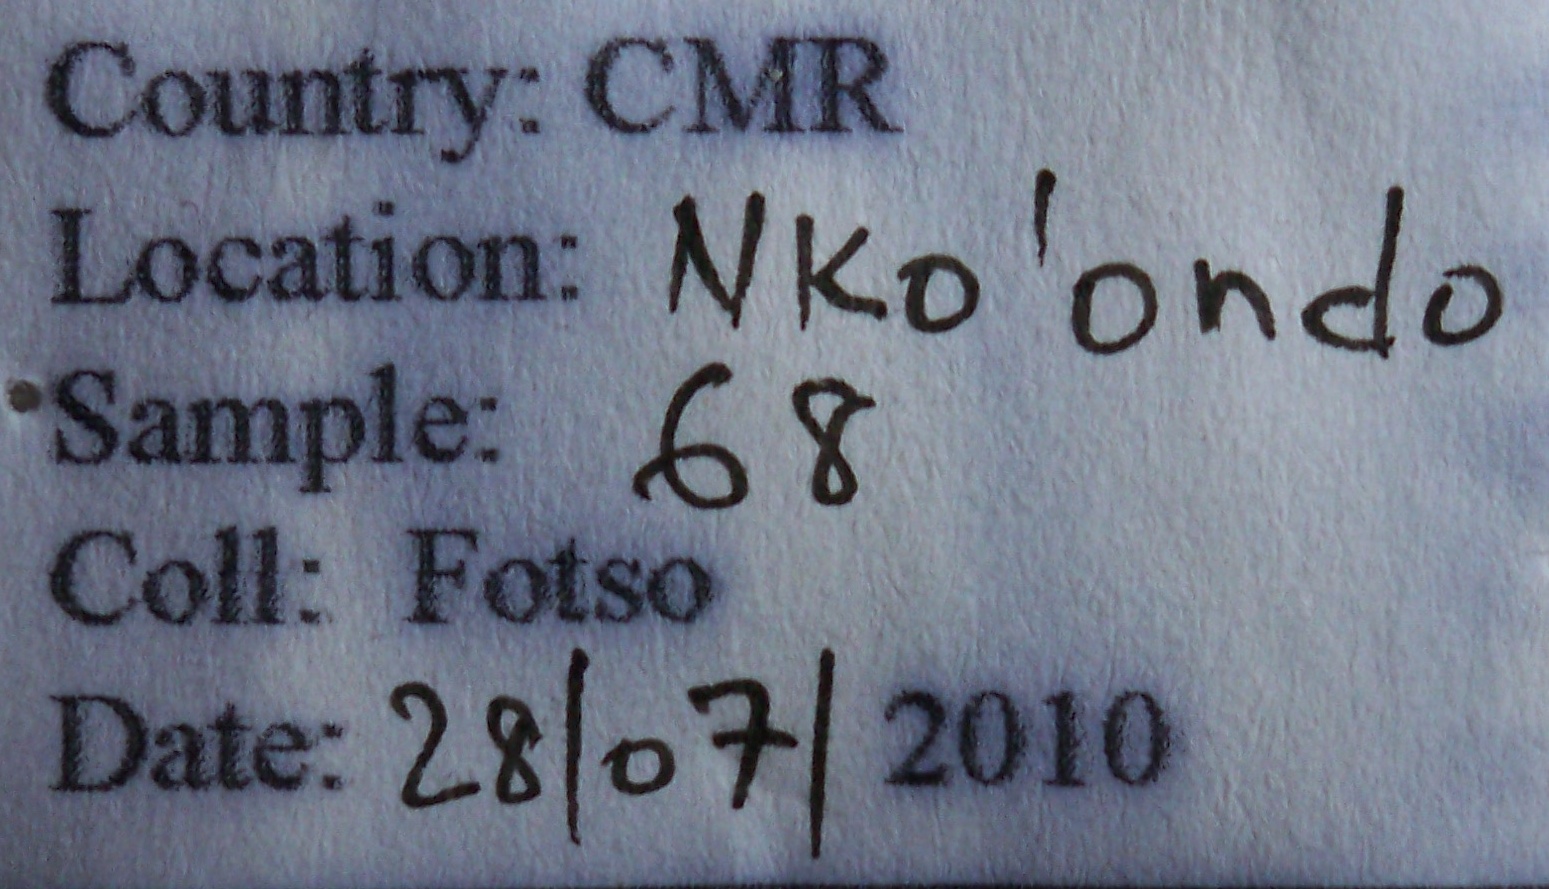 Country: CMR
Location: Nko'ondo
Sample: 68
Coll: Fotso
Date: 28/07/ 2010